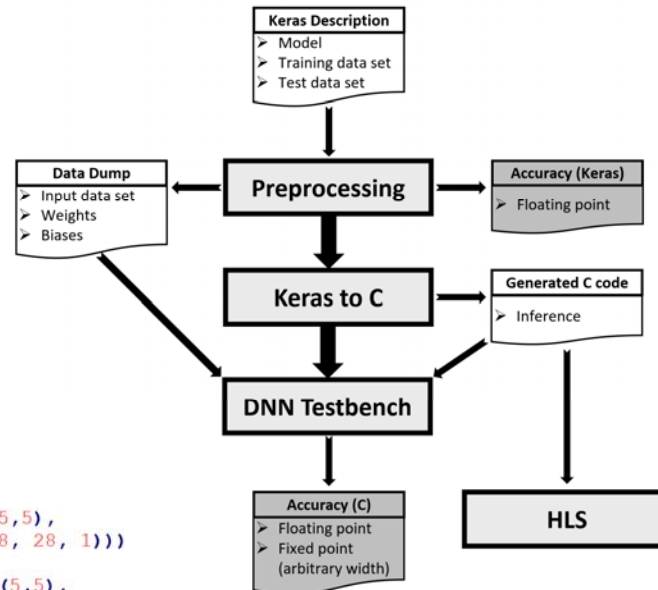 Keras Description
➢ Model
➢ Training data set
➢ Test data set
Data Dump
➢ Input data set
➢ Weights
➢ Biases
Preprocessing
Accuracy (Keras)
➢ Floating point
Keras to C
Generated C code
➢ Inference
DNN Testbench
Accuracy (C)
➢ Floating point
➢ Fixed point
(arbitrary width)
HLS
5,5),
8, 28, 1)))
(5,5),